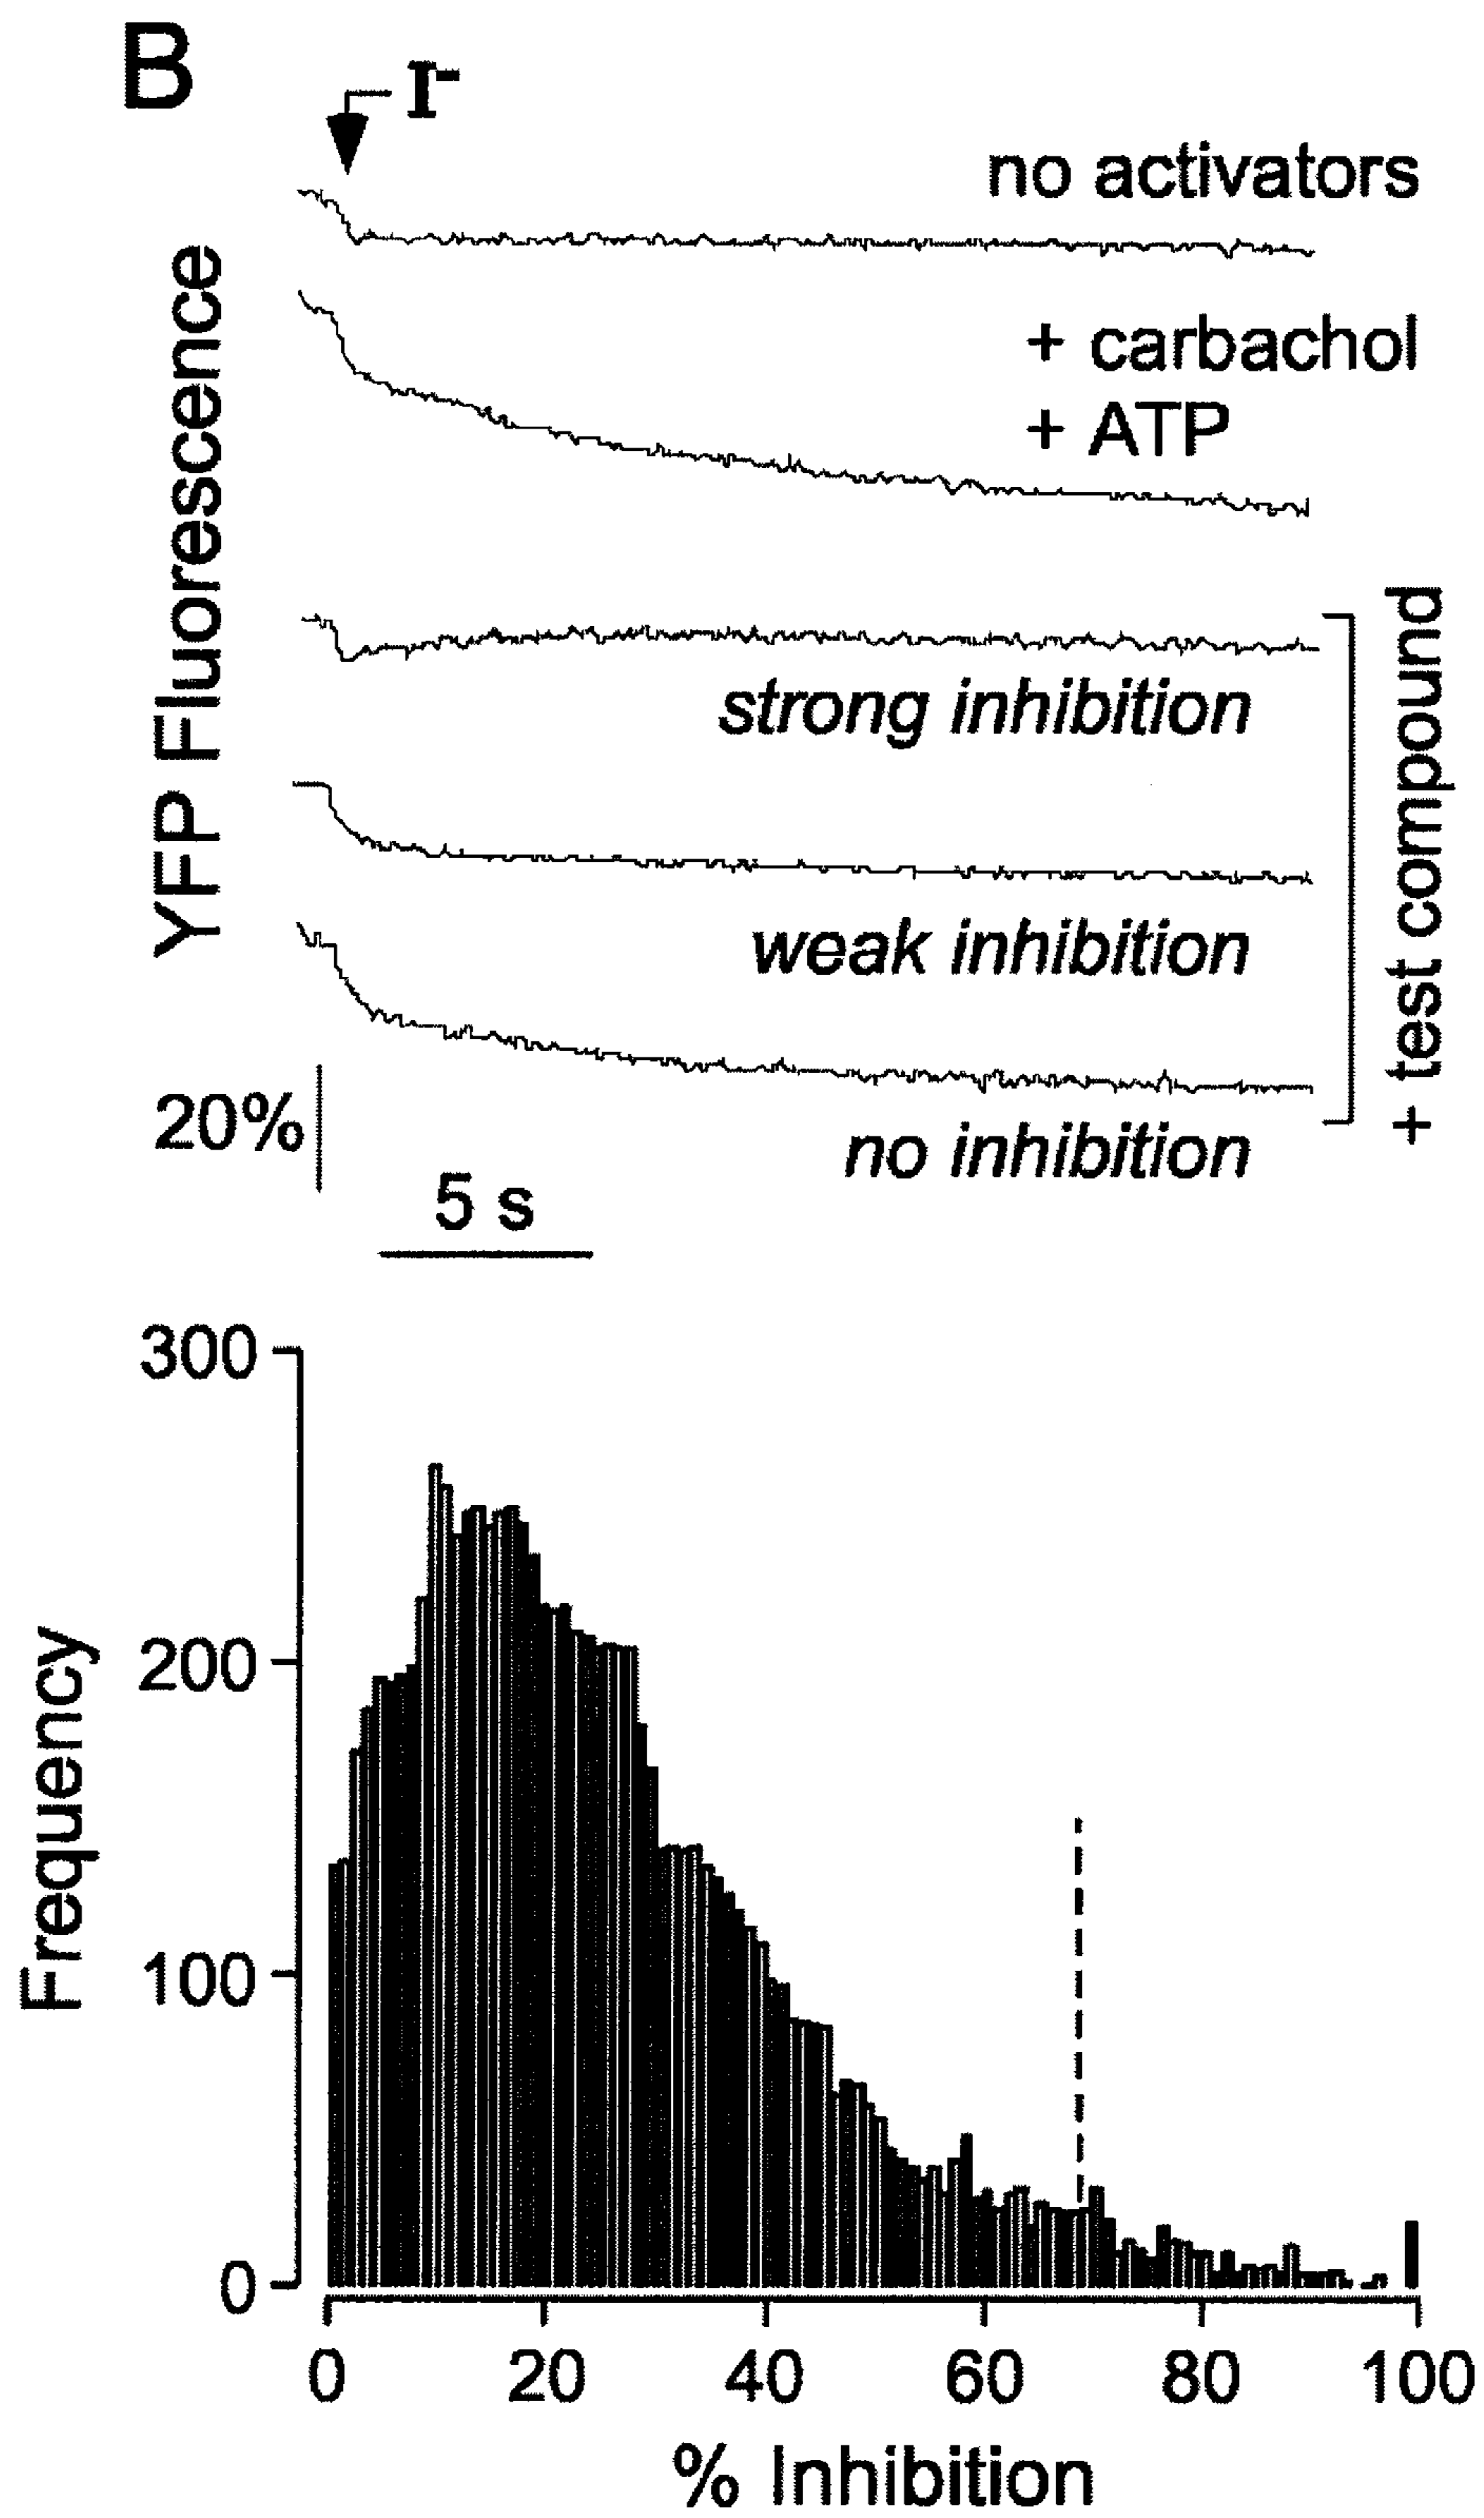 B
I-
no activators
+ carbachol
+ ATP
YFP Fluorescence
strong inhibition
weak inhibition
no inhibition
+ test compound
20%
5 s
300
200
100
0
Frequency
0 20 40 60 80 100
% Inhibition